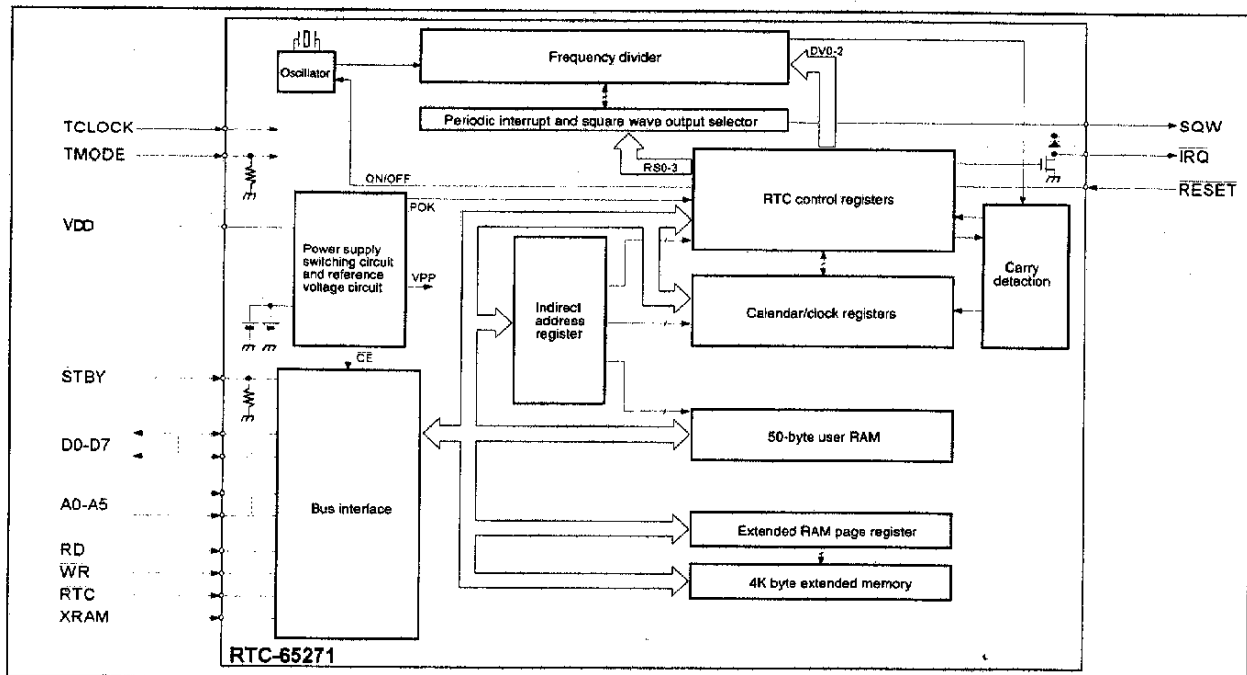 Oscillator
Frequency divider
DV0-2
TCLOCK
Periodic interrupt and square wave output selector
SQW
TMODE
IRQ
RS0-3
ON/OFF
RESET
RTC control registers
POK
VDD
Power supply
switching circuit
and reference
voltage circuit
VPP
Indirect
address
register
Carry
detection
Calendar/clock registers
CE
STBY
50-byte user RAM
D0-D7
A0-A5
Bus interface
Extended RAM page register
RD
WR
4K byte extended memory
RTC
XRAM
RTC-65271